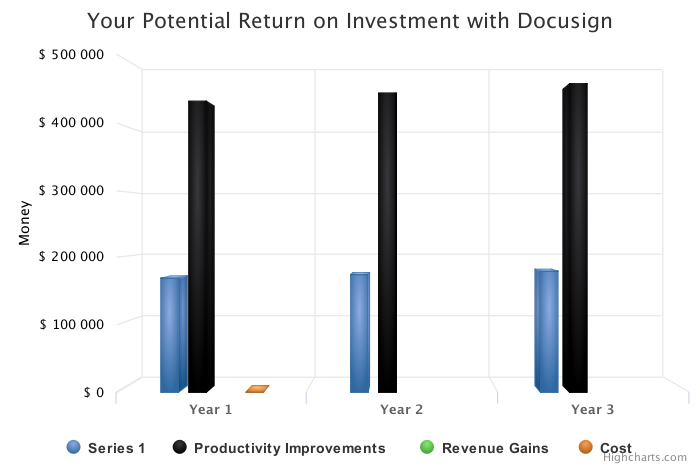 Your Potential Return on Investment with Docusign
$ 500 000
$ 400 000
$ 300 000
$ 200 000
$ 100 000
$ 0
Money
Year 1
Year 2
Year 3
Series 1
Productivity Improvements
Revenue Gains
Cost
Highcharts.com